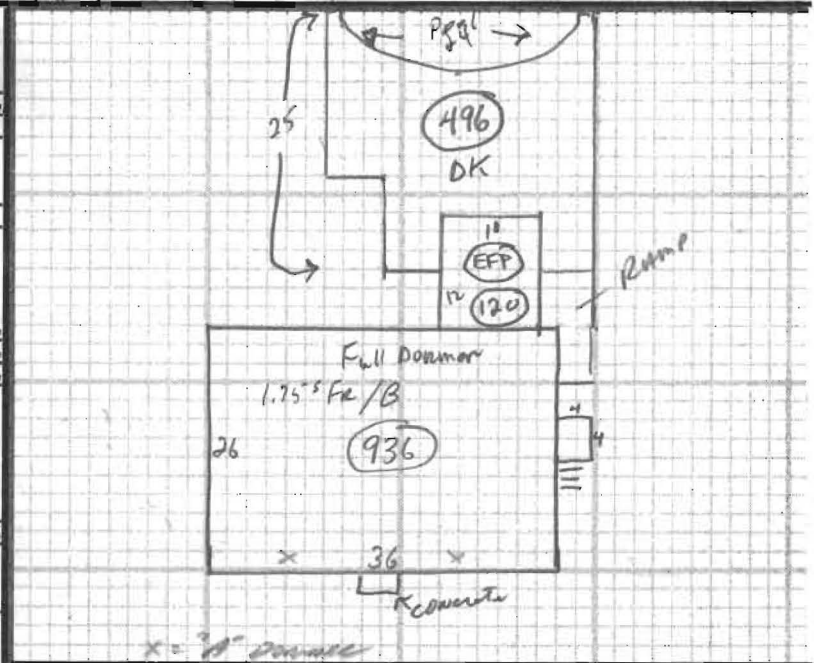 25
496
DK
10
EFP
12
120
RAMP
Full Dormer
1.75-s FR/B
936
26
4
4
36
concrete
x = "A" DORMER